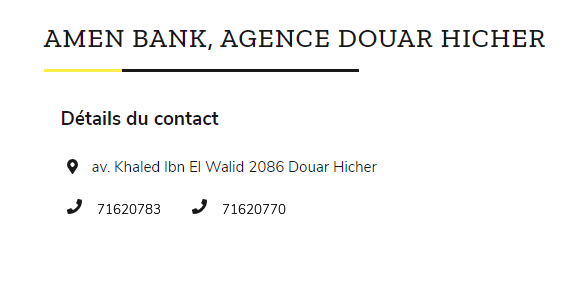 AMEN BANK, AGENCE DOUAR HICHER
Détails du contact
av. Khaled Ibn El Walid 2086 Douar Hicher
71620783 71620770